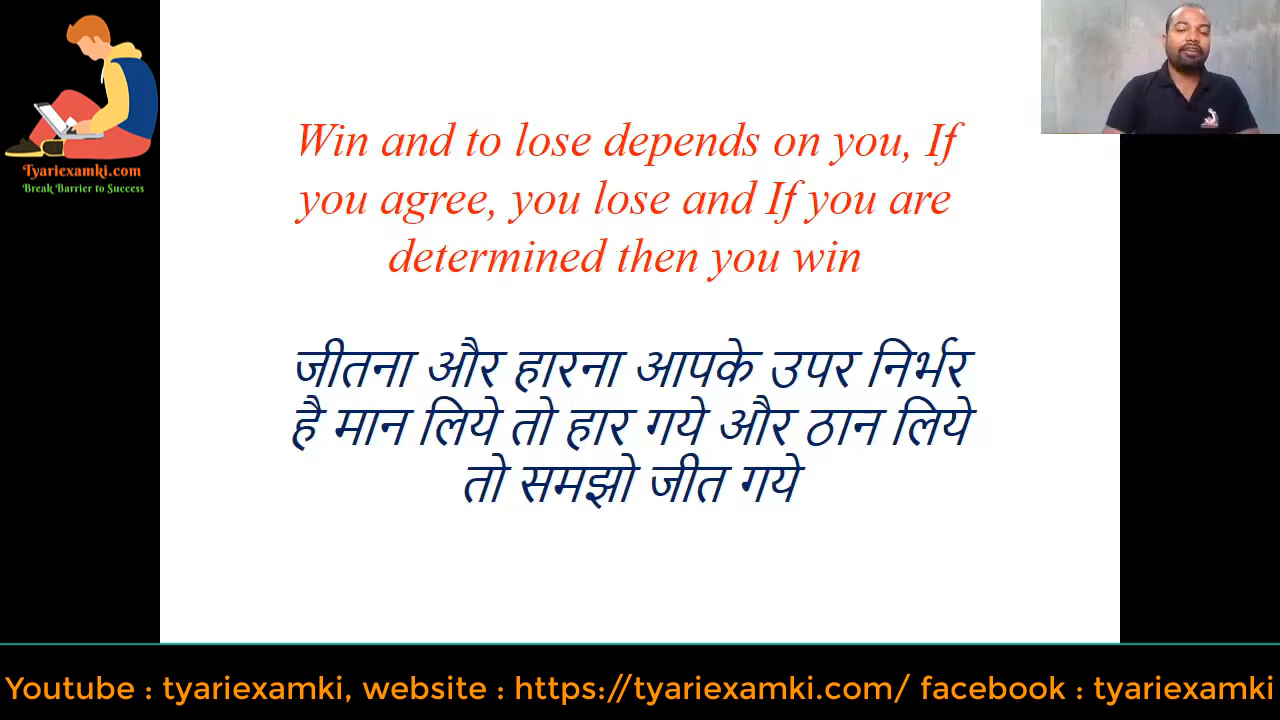 Tyariexamki.com
Break Barrier to Success
Win and to lose depends on you, If
you agree, you lose and If you are
determined then you win
जीतना और हारना आपके उपर निर्भर
है मान लिये तो हार गये और ठान लिये
तो समझो जीत गये
Youtube : tyariexamki, website : https://tyariexamki.com/ facebook : tyariexamki